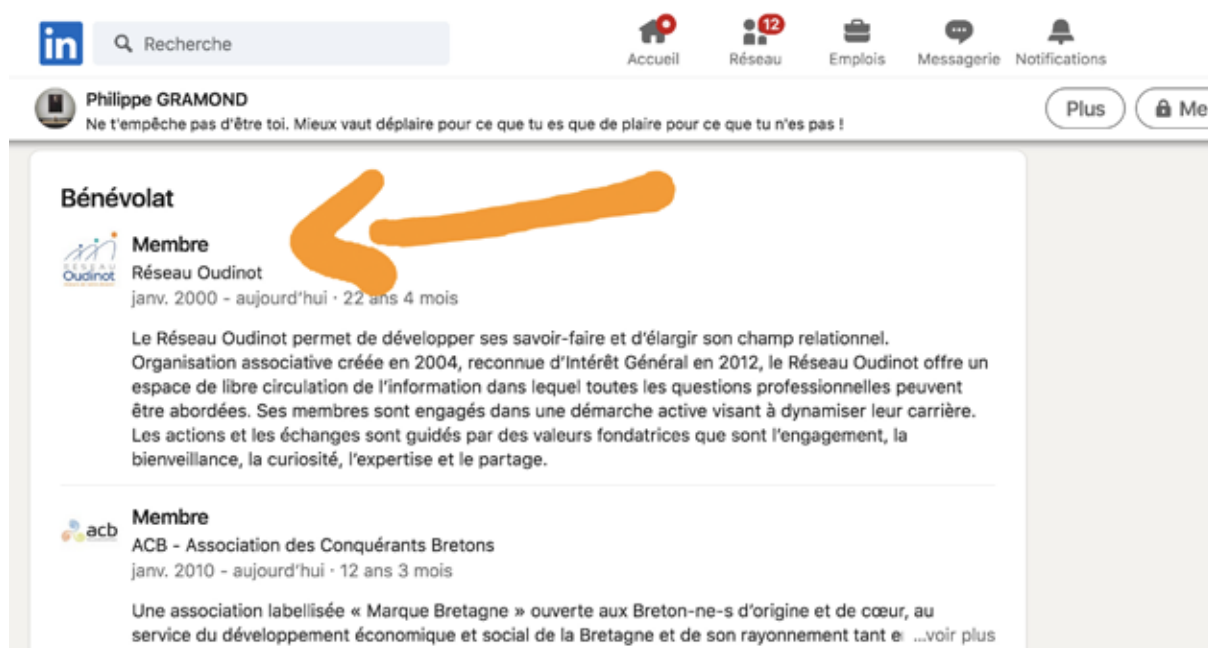 in
Recherche
12
Accueil Réseau Emplois Messagerie Notifications
Philippe GRAMOND
Ne t'empêche pas d'être toi. Mieux vaut déplaire pour ce que tu es que de plaire pour ce que tu n'es pas !
Plus
Me
Bénévolat
RESEAU
Oudinot
Membre
Réseau Oudinot
janv. 2000 - aujourd'hui · 22 ans 4 mois
Le Réseau Oudinot permet de développer ses savoir-faire et d'élargir son champ relationnel.
Organisation associative créée en 2004, reconnue d'Intérêt Général en 2012, le Réseau Oudinot offre un
espace de libre circulation de l'information dans lequel toutes les questions professionnelles peuvent
être abordées. Ses membres sont engagés dans une démarche active visant à dynamiser leur carrière.
Les actions et les échanges sont guidés par des valeurs fondatrices que sont l'engagement, la
bienveillance, la curiosité, l'expertise et le partage.
acb
Membre
ACB - Association des Conquérants Bretons
janv. 2010 - aujourd'hui · 12 ans 3 mois
Une association labellisée « Marque Bretagne » ouverte aux Breton-ne-s d'origine et de cœur, au
service du développement économique et social de la Bretagne et de son rayonnement tant e ...voir plus